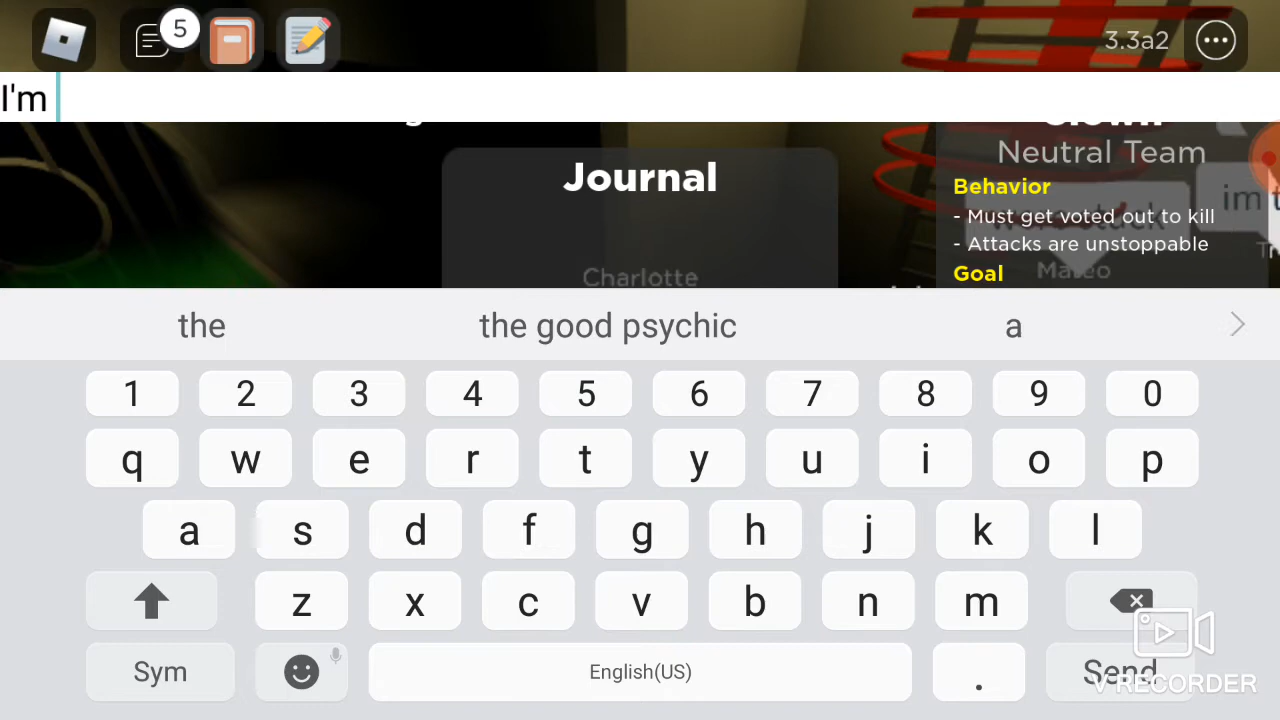 5
3.3a2
I'm
Neutral Team
Journal
Behavior
- Must get voted out to kill
- Attacks are unstoppable
Goal
Charlotte
Mateo
the
the good psychic
a
1 2 3 4 5 6 7 8 9 0
q w e r t y u i o p
a s d f g h j k l
z x c v b n m
Sym
English(US)
.
Send
V RECORDER